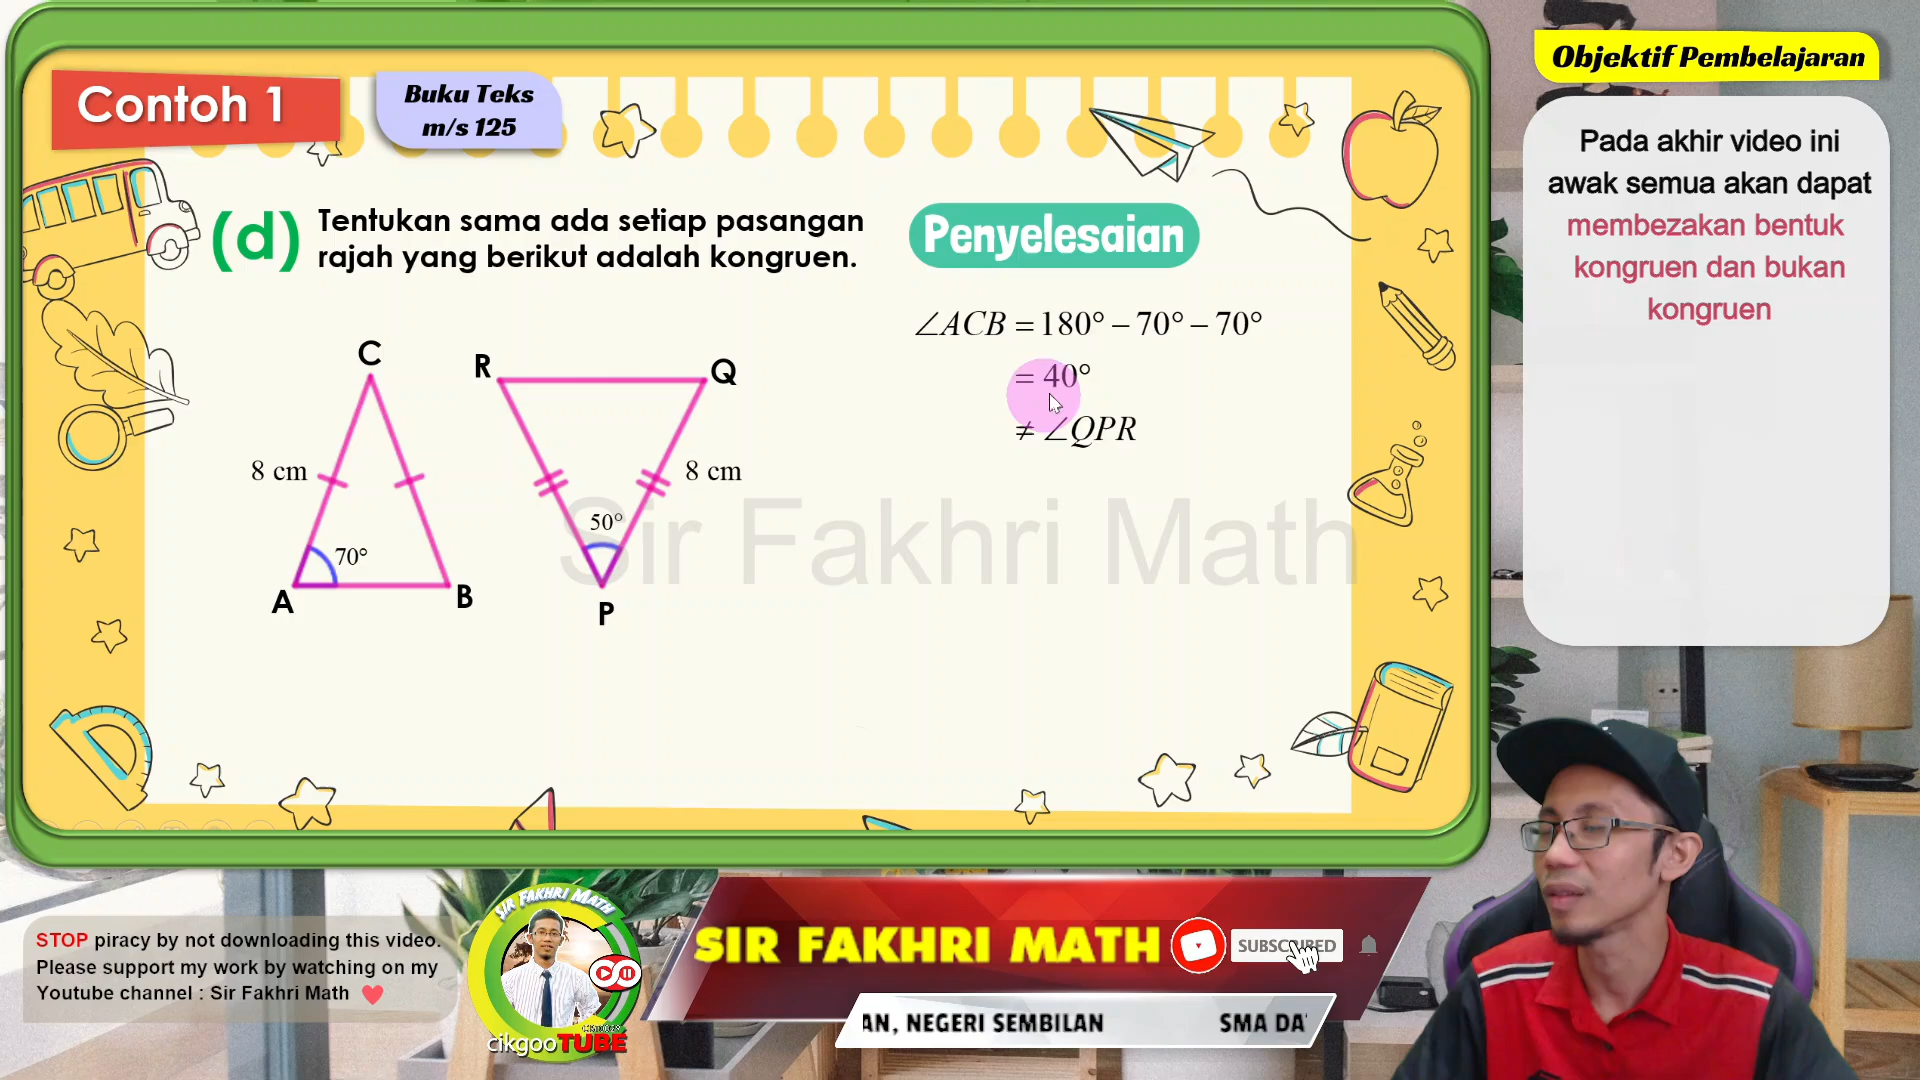 Contoh 1
Buku Teks
m/s 125
(d)
Tentukan sama ada setiap pasangan
rajah yang berikut adalah kongruen.
Penyelesaian
∠ACB = 180° – 70° – 70°
= 40°
≠ ∠QPR
C
R
Q
8 cm
8 cm
50°
70°
A
B
P
Sir Fakhri Math
Objektif Pembelajaran
Pada akhir video ini
awak semua akan dapat
membezakan bentuk
kongruen dan bukan
kongruen
STOP piracy by not downloading this video.
Please support my work by watching on my
Youtube channel : Sir Fakhri Math
SIR FAKHRI MATH
cikgooTUBE
SIR FAKHRI MATH
SUBSCRIBED
AN, NEGERI SEMBILAN
SMA DA